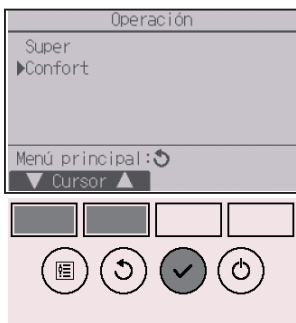 Operación
Super
▶Confort
Menú principal:↺
▼ Cursor ▲